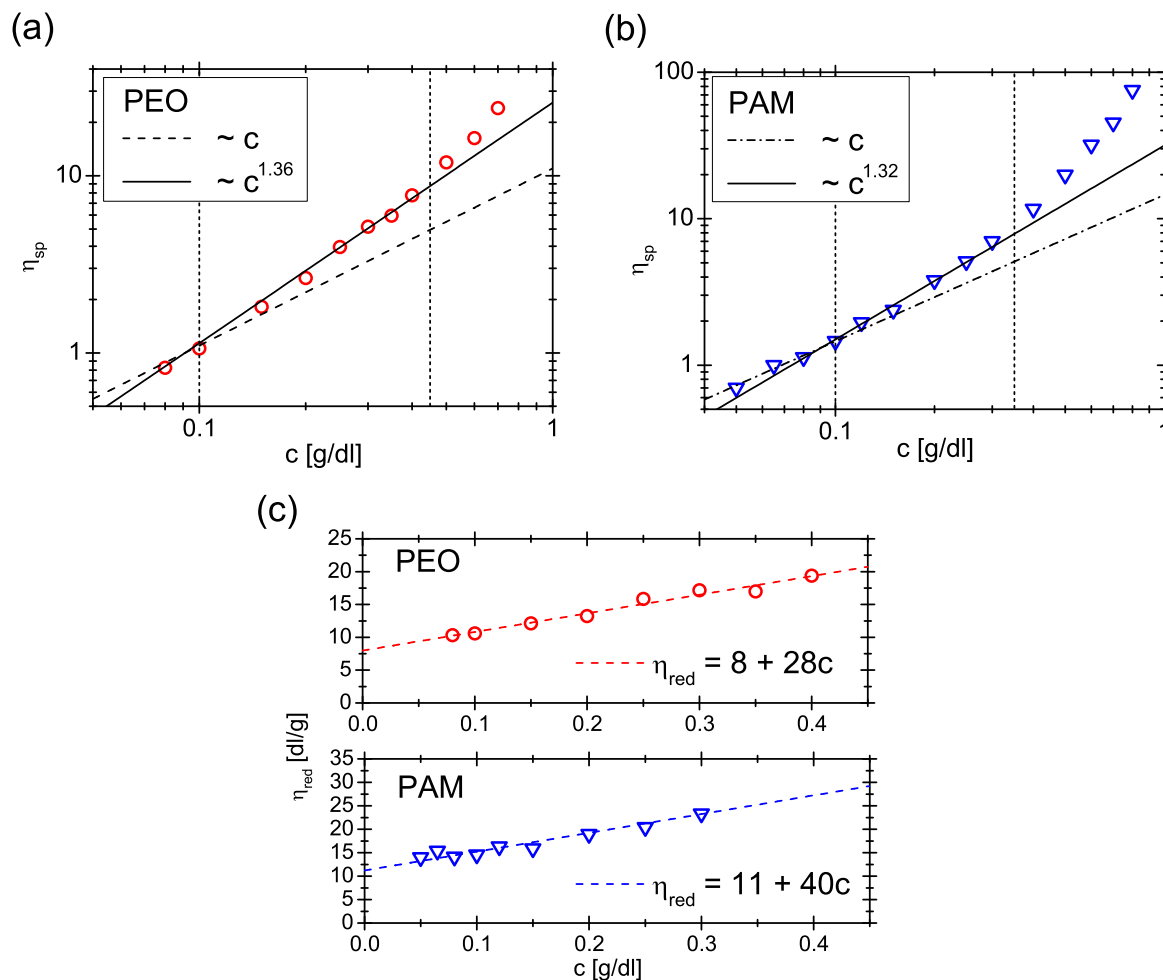 (a)
PEO
~ c
~ c^1.36
10
1
η_sp
0.1
1
c [g/dl]
(b)
100
PAM
~ c
~ c^1.32
10
1
η_sp
0.1
1
c [g/dl]
(c)
25
20
15
10
5
0
PEO
η_red = 8 + 28c
0.0 0.1 0.2 0.3 0.4
η_red [dl/g]
35
30
25
20
15
10
5
0
PAM
η_red = 11 + 40c
0.0 0.1 0.2 0.3 0.4
c [g/dl]